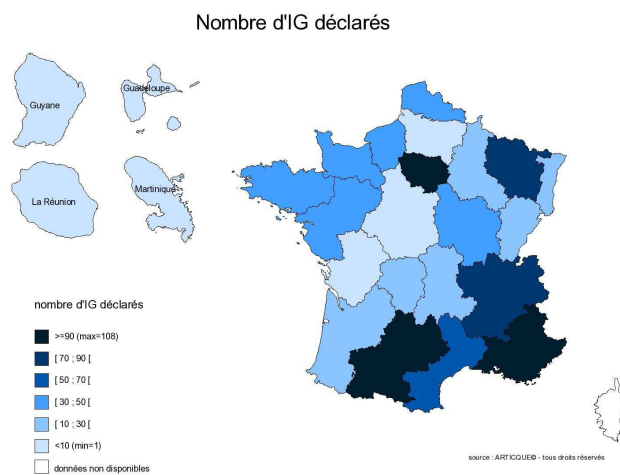 Nombre d'IG déclarés
Guyane
Guadeloupe
La Réunion
Martinique
nombre d'IG déclarés
>=90 (max=108)
[ 70 ; 90 [
[ 50 ; 70 [
[ 30 ; 50 [
[ 10 ; 30 [
<10 (min=1)
données non disponibles
source : ARTICQUE© - tous droits réservés